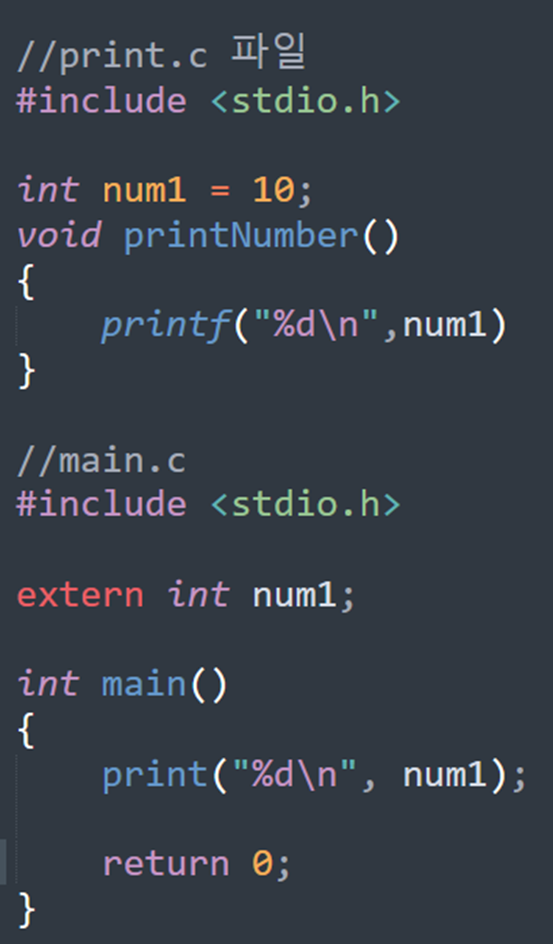 //print.c 파일
#include <stdio.h>
int num1 = 10;
void printNumber()
{
printf("%d\n",num1)
}
//main.c
#include <stdio.h>
extern int num1;
int main()
{
print("%d\n", num1);
return 0;
}